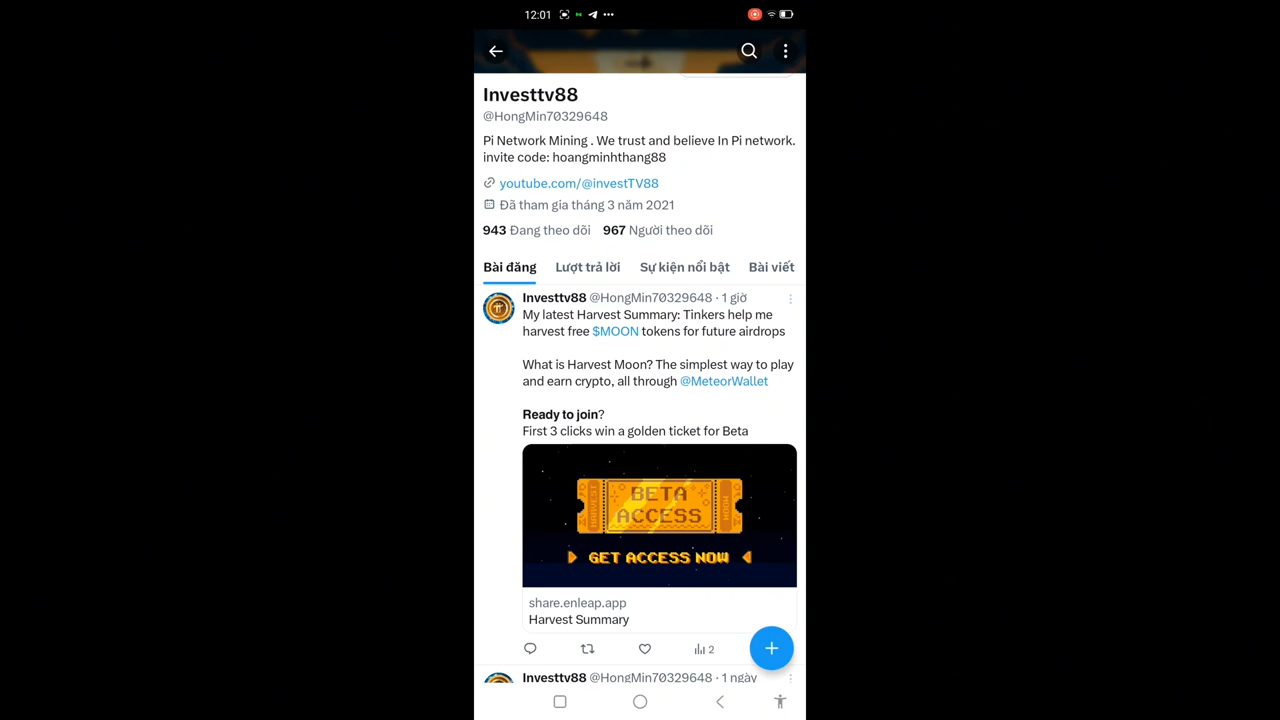 12:01
Investtv88
@HongMin70329648
Pi Network Mining . We trust and believe In Pi network.
invite code: hoangminhthang88
youtube.com/@investTV88
Đã tham gia tháng 3 năm 2021
943 Đang theo dõi 967 Người theo dõi
Bài đăng Lượt trả lời Sự kiện nổi bật Bài viết
Investtv88 @HongMin70329648 · 1 giờ
My latest Harvest Summary: Tinkers help me
harvest free $MOON tokens for future airdrops
What is Harvest Moon? The simplest way to play
and earn crypto, all through @MeteorWallet
Ready to join?
First 3 clicks win a golden ticket for Beta
HARVEST
BETA
ACCESS
MOON
GET ACCESS NOW
share.enleap.app
Harvest Summary
2
Investtv88 @HongMin70329648 · 1 ngày